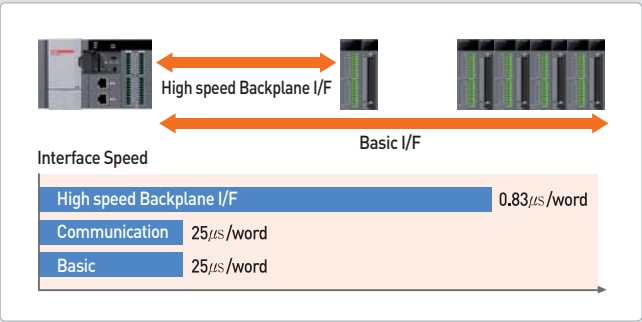 High speed Backplane I/F
Basic I/F
Interface Speed
High speed Backplane I/F 0.83μs/word
Communication 25μs/word
Basic 25μs/word